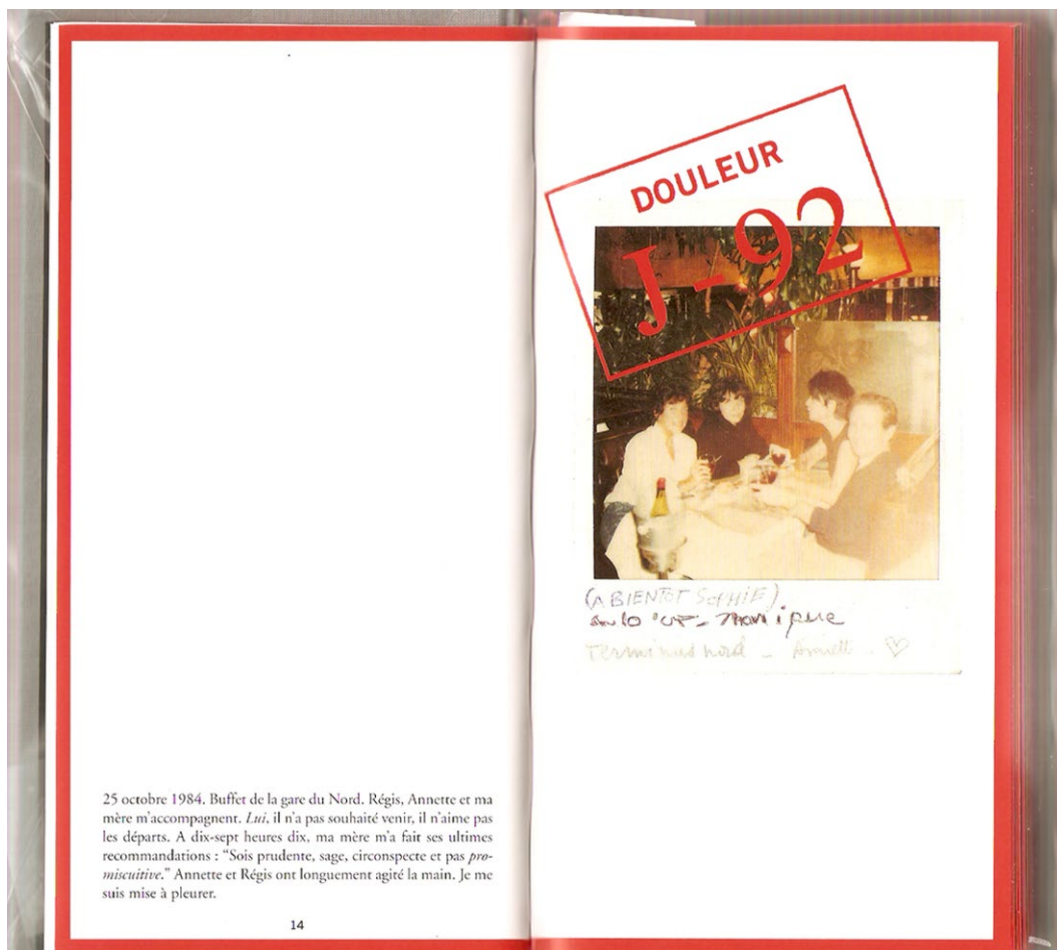 25 octobre 1984. Buffet de la gare du Nord. Régis, Annette et ma
mère m'accompagnent. Lui, il n'a pas souhaité venir, il n'aime pas
les départs. A dix-sept heures dix, ma mère m'a fait ses ultimes
recommandations : “Sois prudente, sage, circonspecte et pas pro-
miscuitive.” Annette et Régis ont longuement agité la main. Je me
suis mise à pleurer.
14
DOULEUR
J-92
(A BIENTOT SOPHIE)
Monique
Terminus nord - Annette